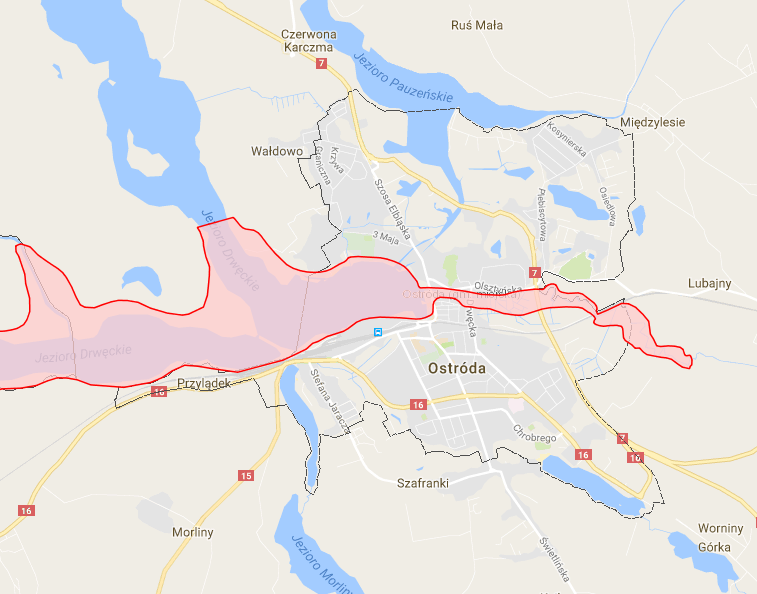 Ruś Mała
Czerwona
Karczma
7
Jezioro Pauzeńskie
Międzylesie
Kosynierska
Wałdowo
Graniczna
Krzywa
Szosa Elbląska
Plebiscytowa
Osiedlowa
Jezioro Drwęckie
3 Maja
7
Olsztyńska
Lubajny
Drwęcka
Jezioro Drwęckie
Ostróda
Przylądek
16
Stefana Jaracza
16
Chrobrego
7
16
16
15
Szafranki
16
Morliny
Worniny
Górka
Jezioro Morliny
Świetlińska